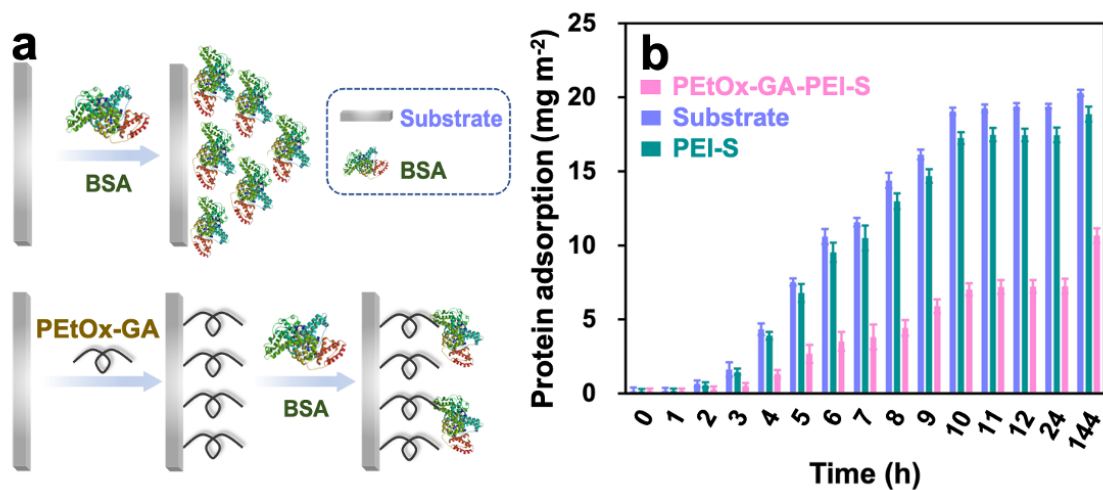 a
BSA
Substrate
BSA
PEtOx-GA
BSA
b
PEtOx-GA-PEI-S
Substrate
PEI-S
Protein adsorption (mg m⁻²)
25
20
15
10
5
0
0 1 2 3 4 5 6 7 8 9 10 11 12 24 144
Time (h)